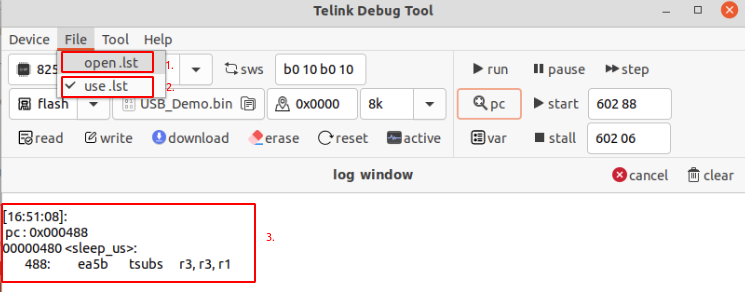 Telink Debug Tool
Device File Tool Help
open .lst 1.
use .lst 2.
825 sws b0 10 b0 10 run pause step
flash USB_Demo.bin 0x0000 8k pc start 602 88
read write download erase reset active var stall 602 06
log window cancel clear
[16:51:08]:
pc : 0x000488
00000480 <sleep_us>:
488: ea5b tsubs r3, r3, r1
3.